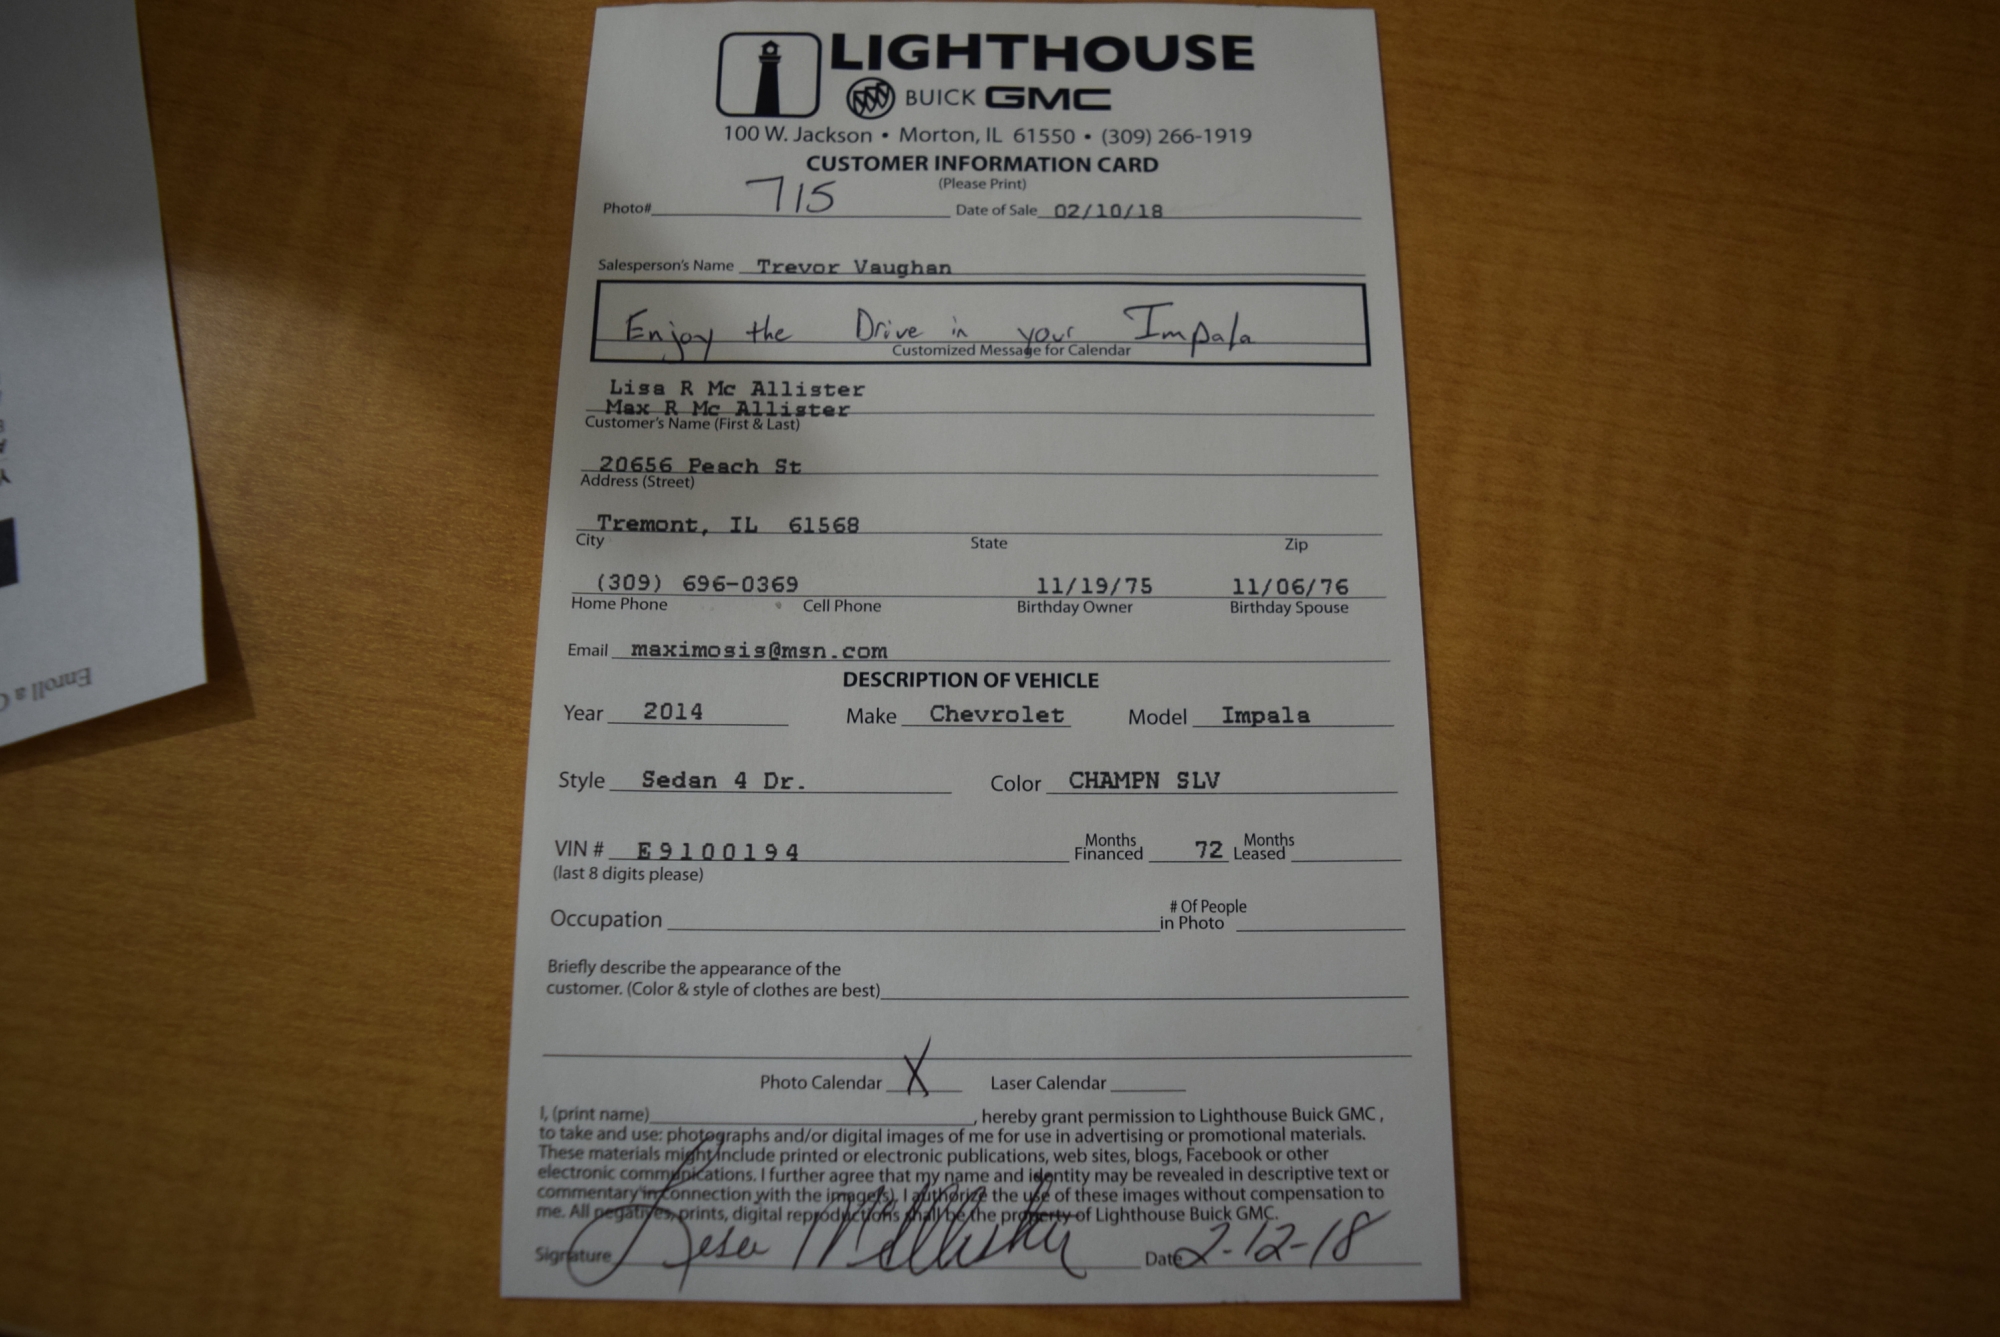 LIGHTHOUSE
BUICK GMC
100 W. Jackson • Morton, IL 61550 • (309) 266-1919
CUSTOMER INFORMATION CARD
(Please Print)
Photo# 715 Date of Sale 02/10/18
Salesperson's Name Trevor Vaughan
Enjoy the Drive in your Impala
Customized Message for Calendar
Lisa R Mc Allister
Max R Mc Allister
Customer's Name (First & Last)
20656 Peach St
Address (Street)
Tremont, IL 61568
City State Zip
(309) 696-0369 11/19/75 11/06/76
Home Phone Cell Phone Birthday Owner Birthday Spouse
Email maximosis@msn.com
DESCRIPTION OF VEHICLE
Year 2014 Make Chevrolet Model Impala
Style Sedan 4 Dr. Color CHAMPN SLV
VIN # E9100194 Months Financed 72 Months Leased
(last 8 digits please)
Occupation # Of People in Photo
Briefly describe the appearance of the
customer. (Color & style of clothes are best)
Photo Calendar X Laser Calendar
I, (print name) , hereby grant permission to Lighthouse Buick GMC ,
to take and use: photographs and/or digital images of me for use in advertising or promotional materials.
These materials might include printed or electronic publications, web sites, blogs, Facebook or other
electronic communications. I further agree that my name and identity may be revealed in descriptive text or
commentary in connection with the image(s). I authorize the use of these images without compensation to
me. All negatives, prints, digital reproductions shall be the property of Lighthouse Buick GMC.
Signature Lisa McAllister Date 2-12-18
Enroll a